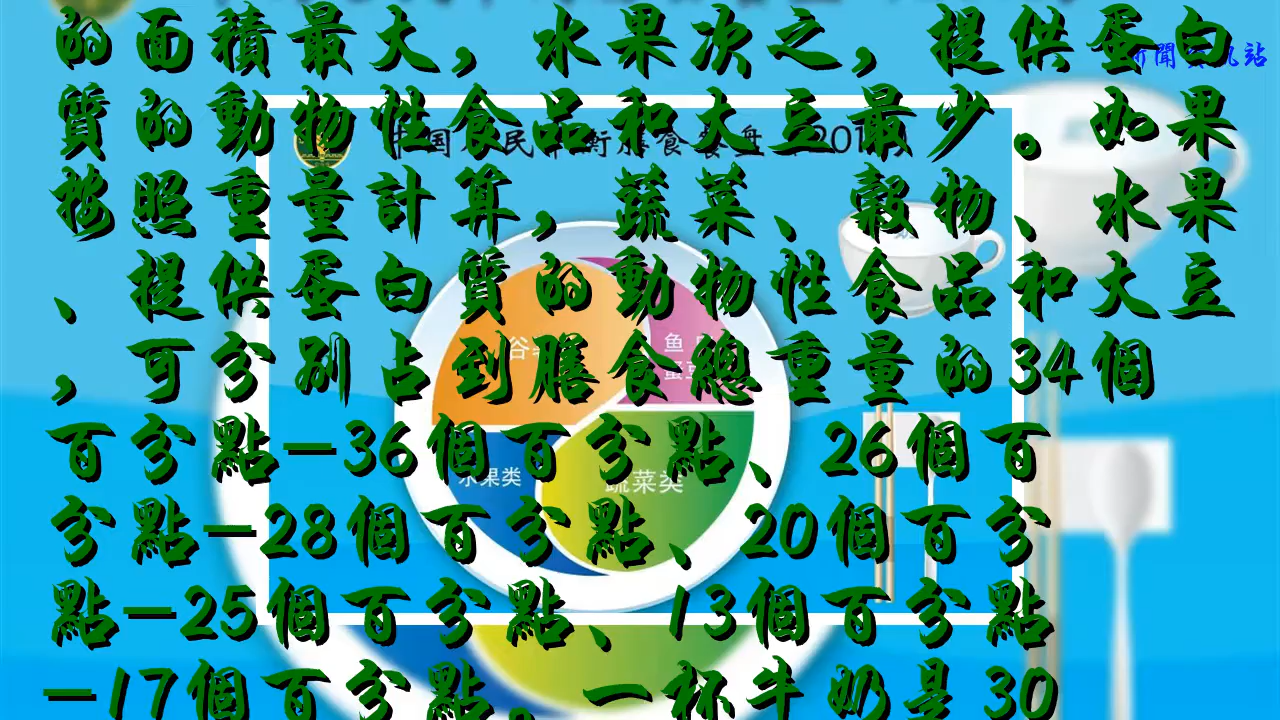 的面積最大，水果次之，提供蛋白
質的動物性食品和大豆最少。如果
按照重量計算，蔬菜、穀物、水果
、提供蛋白質的動物性食品和大豆
，可分別占到膳食總重量的34個
百分點—36個百分點、26個百
分點—28個百分點、20個百分
點—25個百分點、13個百分點
—17個百分點。一杯牛奶是30
水果类
蔬菜类